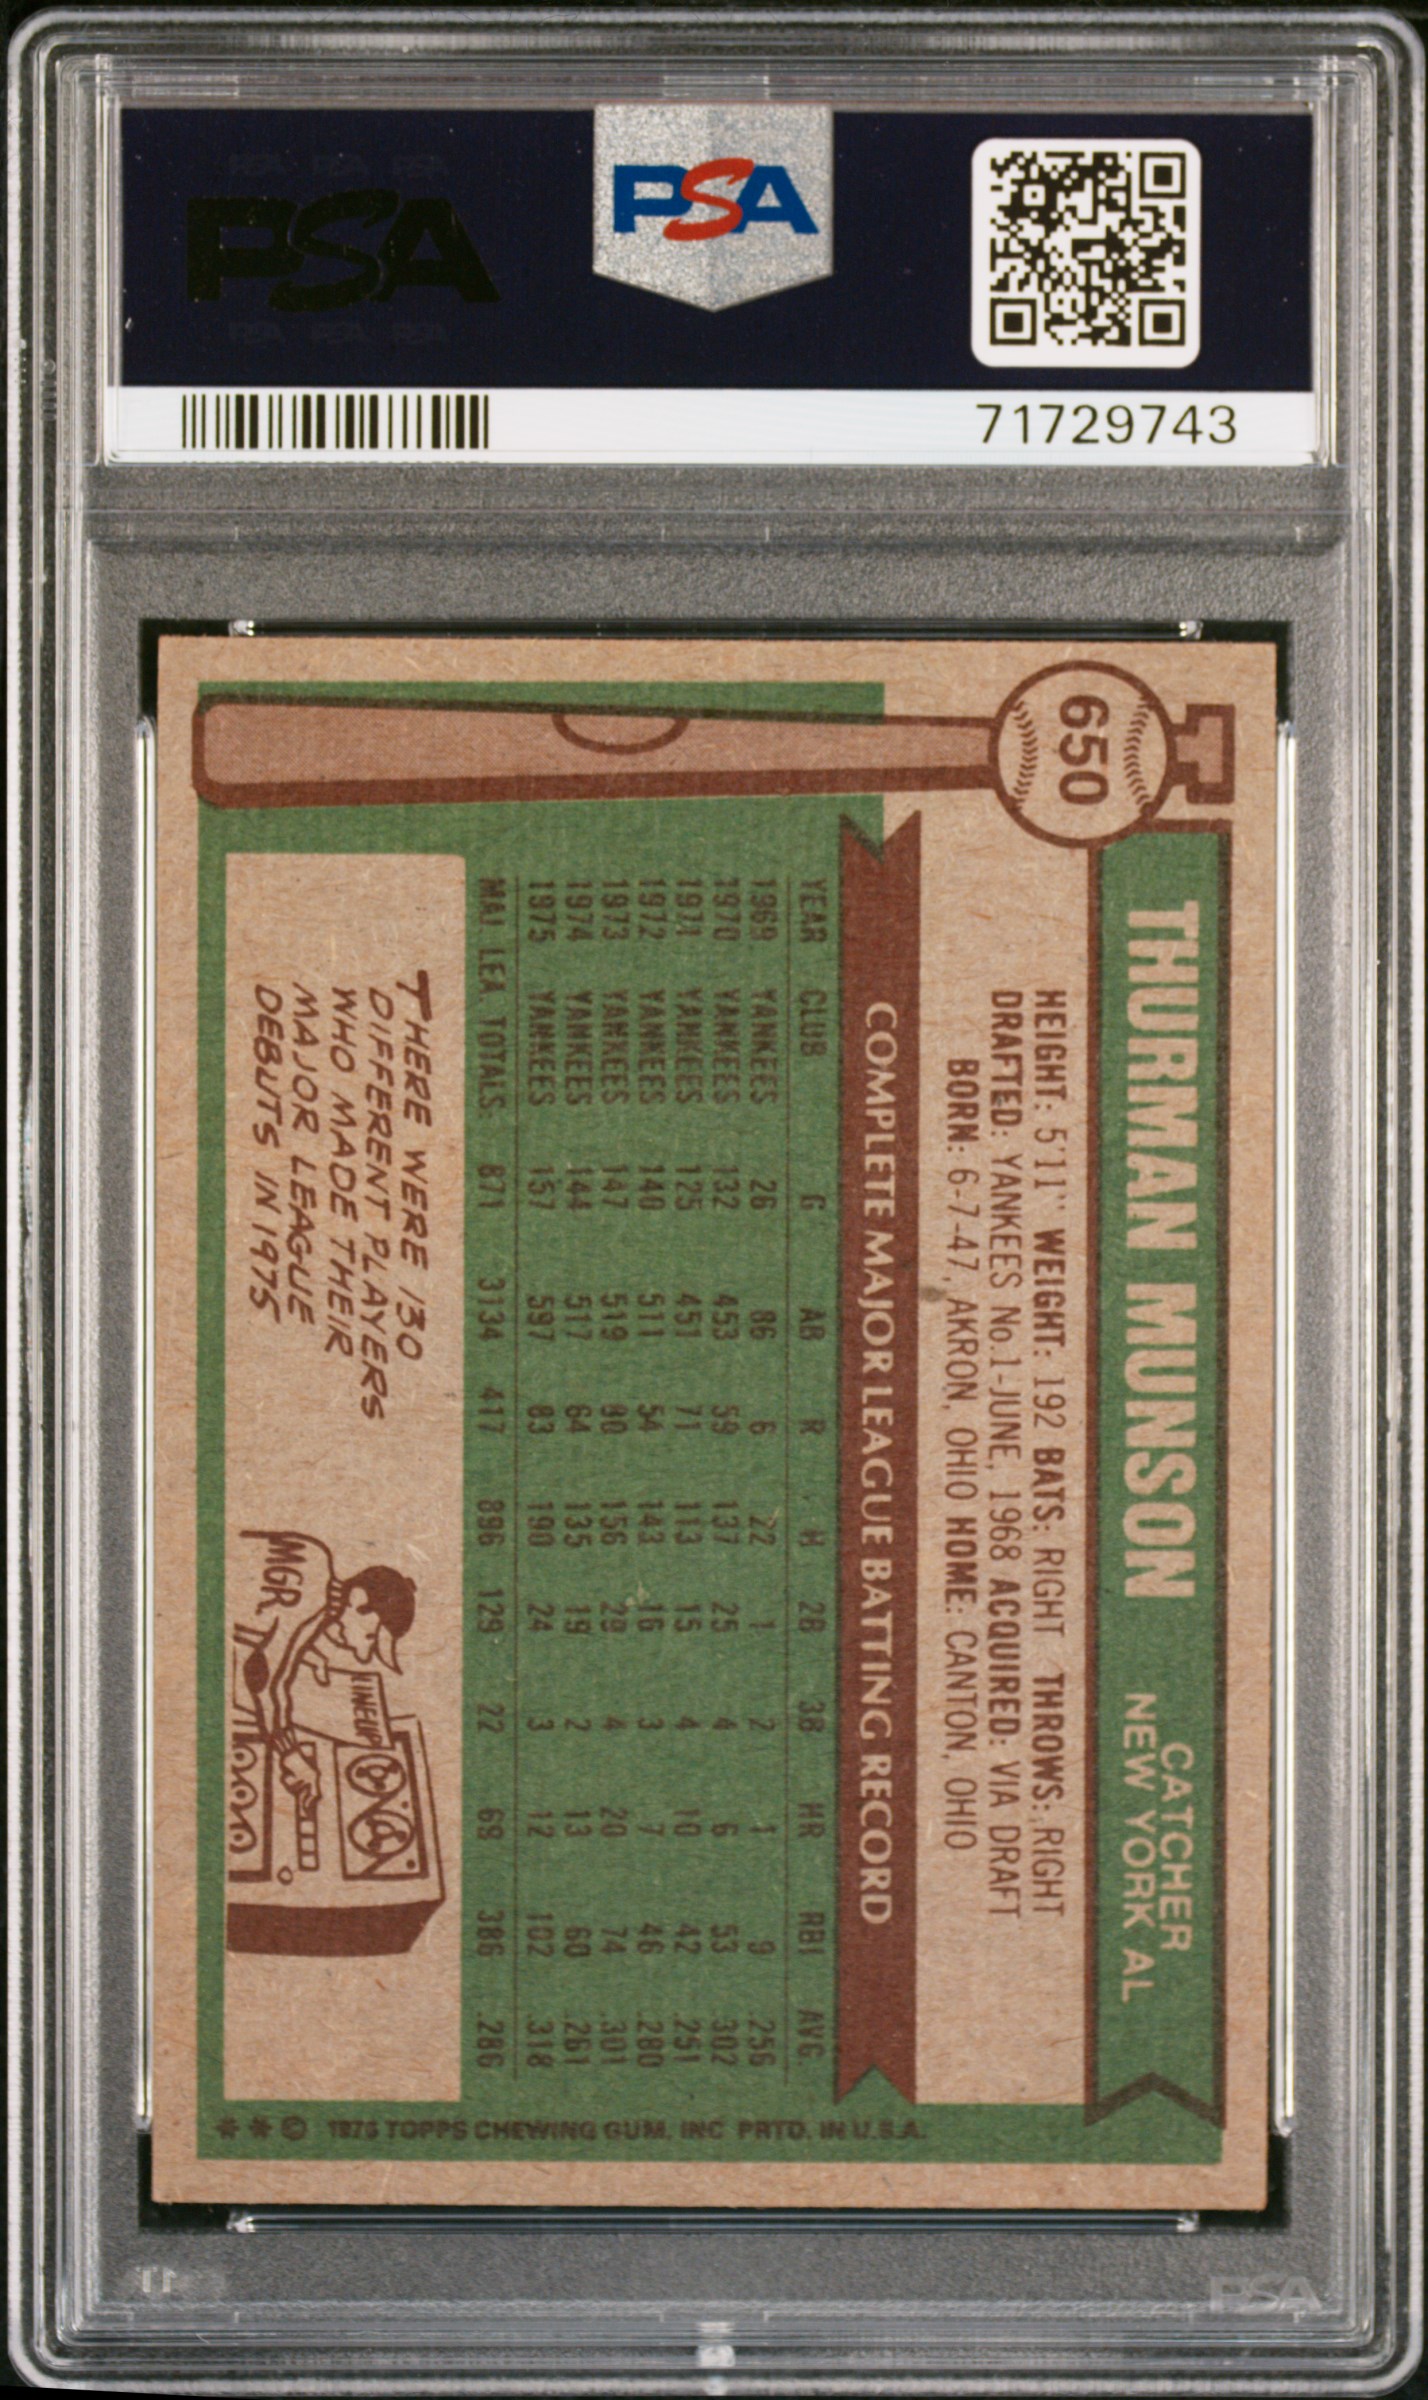 PSA
PSA
71729743
650
THURMAN MUNSON
CATCHER
NEW YORK AL
HEIGHT: 5'11" WEIGHT: 192 BATS: RIGHT THROWS: RIGHT
DRAFTED: YANKEES No.1-JUNE, 1968 ACQUIRED: VIA DRAFT
BORN: 6-7-47, AKRON, OHIO HOME: CANTON, OHIO
COMPLETE MAJOR LEAGUE BATTING RECORD
YEAR CLUB G AB R H 2B 3B HR RBI AVG.
1969 YANKEES 26 86 6 22 1 2 1 9 .256
1970 YANKEES 132 453 59 137 25 4 6 53 .302
1971 YANKEES 125 451 71 113 15 4 10 42 .251
1972 YANKEES 140 511 54 143 16 3 7 46 .280
1973 YANKEES 147 519 80 156 29 4 20 74 .301
1974 YANKEES 144 517 64 135 19 2 13 60 .261
1975 YANKEES 157 597 83 190 24 3 12 102 .318
MAJ. LEA. TOTALS 871 3134 417 896 129 22 69 386 .286
THERE WERE 130
DIFFERENT PLAYERS
WHO MADE THEIR
MAJOR LEAGUE
DEBUTS IN 1975
LINEUP
MGR.
** © 1976 TOPPS CHEWING GUM, INC. PRTD. IN U.S.A.
PSA